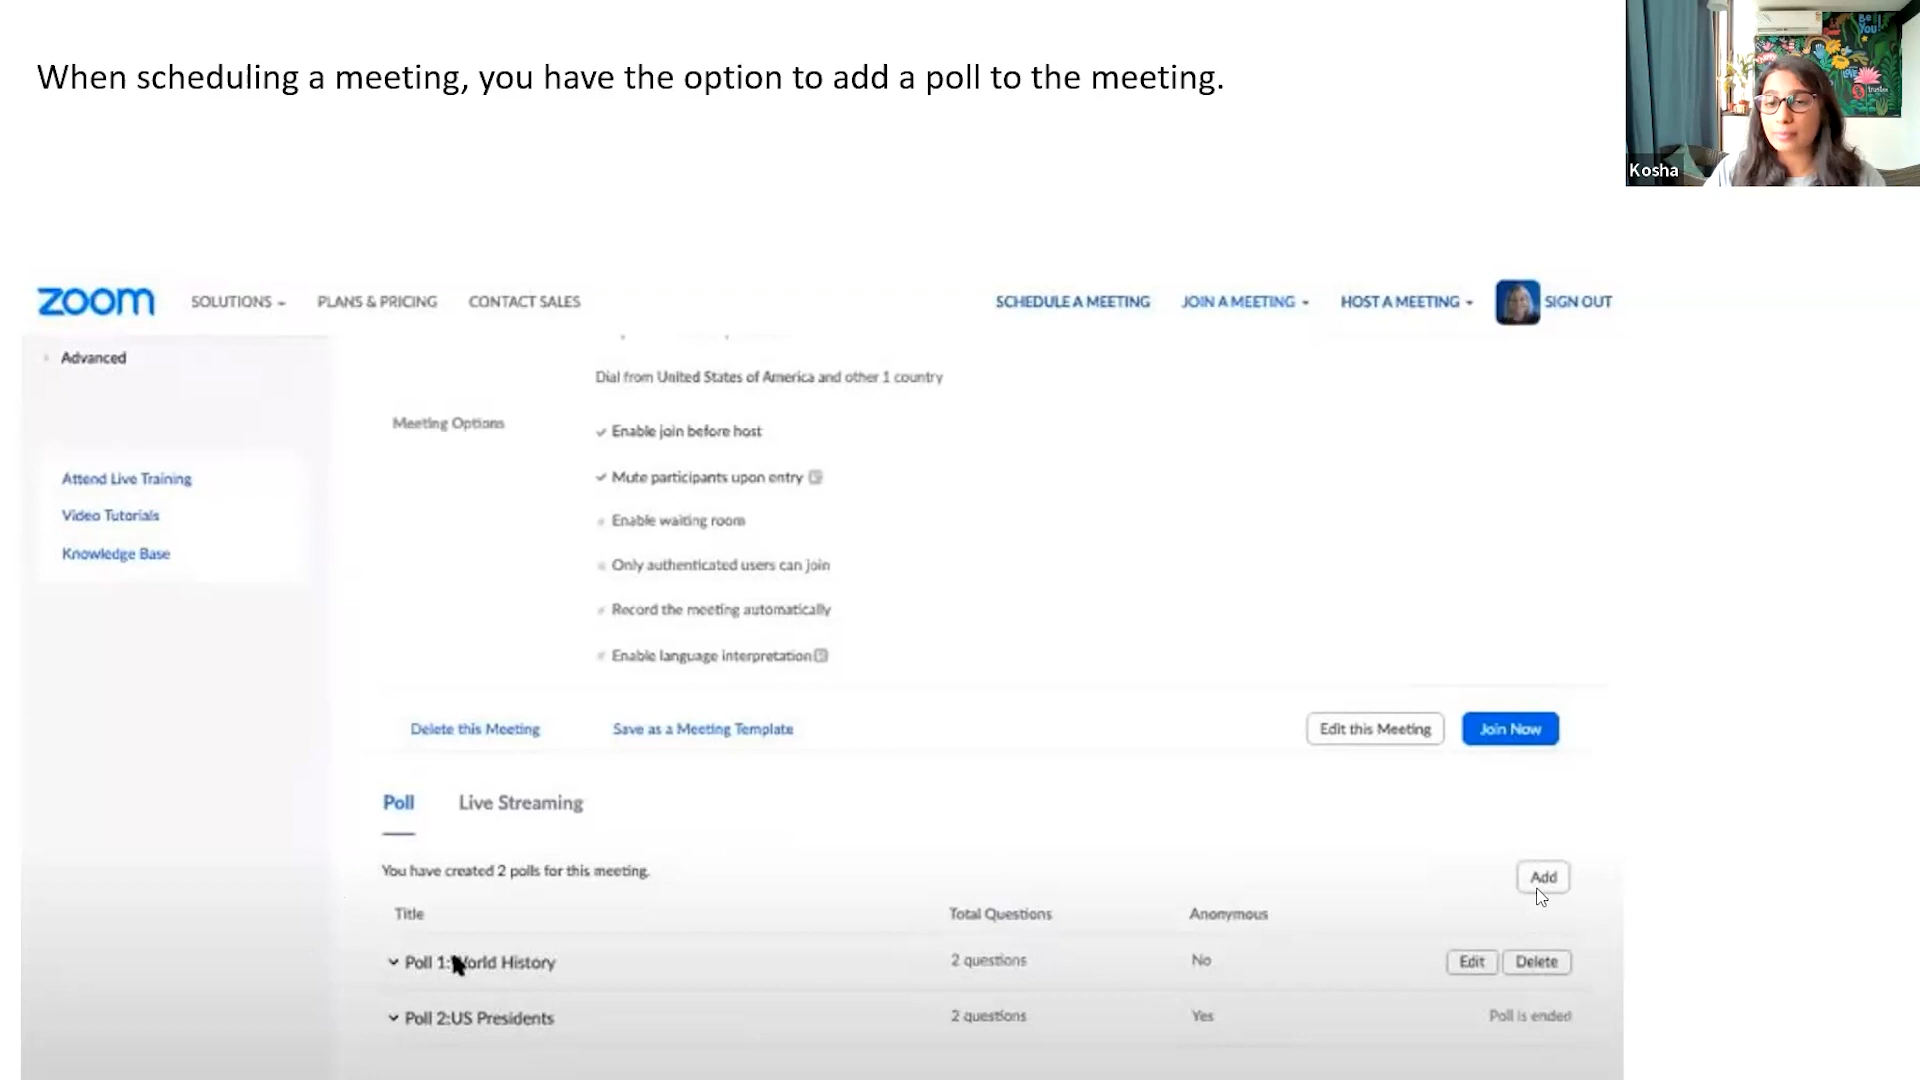 When scheduling a meeting, you have the option to add a poll to the meeting.
Be
You!
Kosha
zoom SOLUTIONS PLANS & PRICING CONTACT SALES SCHEDULE A MEETING JOIN A MEETING HOST A MEETING SIGN OUT
Advanced
Dial from United States of America and other 1 country
Meeting Options
Enable join before host
Mute participants upon entry
Enable waiting room
Only authenticated users can join
Record the meeting automatically
Enable language interpretation
Attend Live Training
Video Tutorials
Knowledge Base
Delete this Meeting Save as a Meeting Template Edit this Meeting Join Now
Poll Live Streaming
You have created 2 polls for this meeting.
Add
Title Total Questions Anonymous
Poll 1: World History 2 questions No Edit Delete
Poll 2:US Presidents 2 questions Yes Poll is ended